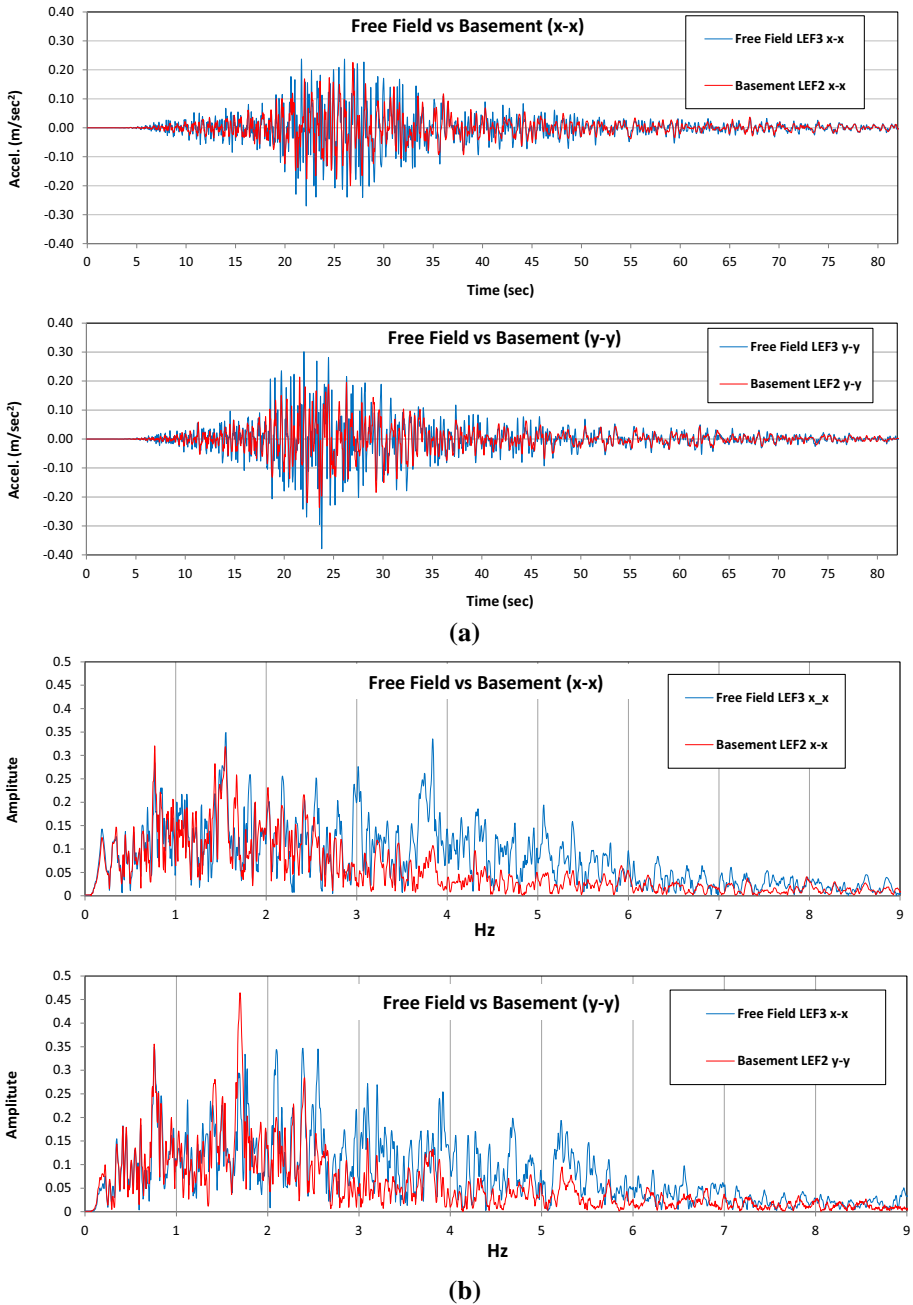 Free Field vs Basement (x-x)
Free Field LEF3 x-x
Basement LEF2 x-x
Accel. (m/sec²)
0.40
0.30
0.20
0.10
0.00
-0.10
-0.20
-0.30
-0.40
0 5 10 15 20 25 30 35 40 45 50 55 60 65 70 75 80
Time (sec)
Free Field vs Basement (y-y)
Free Field LEF3 y-y
Basement LEF2 y-y
Accel. (m/sec²)
0.40
0.30
0.20
0.10
0.00
-0.10
-0.20
-0.30
-0.40
0 5 10 15 20 25 30 35 40 45 50 55 60 65 70 75 80
Time (sec)
(a)
Free Field vs Basement (x-x)
Free Field LEF3 x_x
Basement LEF2 x-x
Amplitute
0.5
0.45
0.4
0.35
0.3
0.25
0.2
0.15
0.1
0.05
0
0 1 2 3 4 5 6 7 8 9
Hz
Free Field vs Basement (y-y)
Free Field LEF3 x-x
Basement LEF2 y-y
Amplitute
0.5
0.45
0.4
0.35
0.3
0.25
0.2
0.15
0.1
0.05
0
0 1 2 3 4 5 6 7 8 9
Hz
(b)